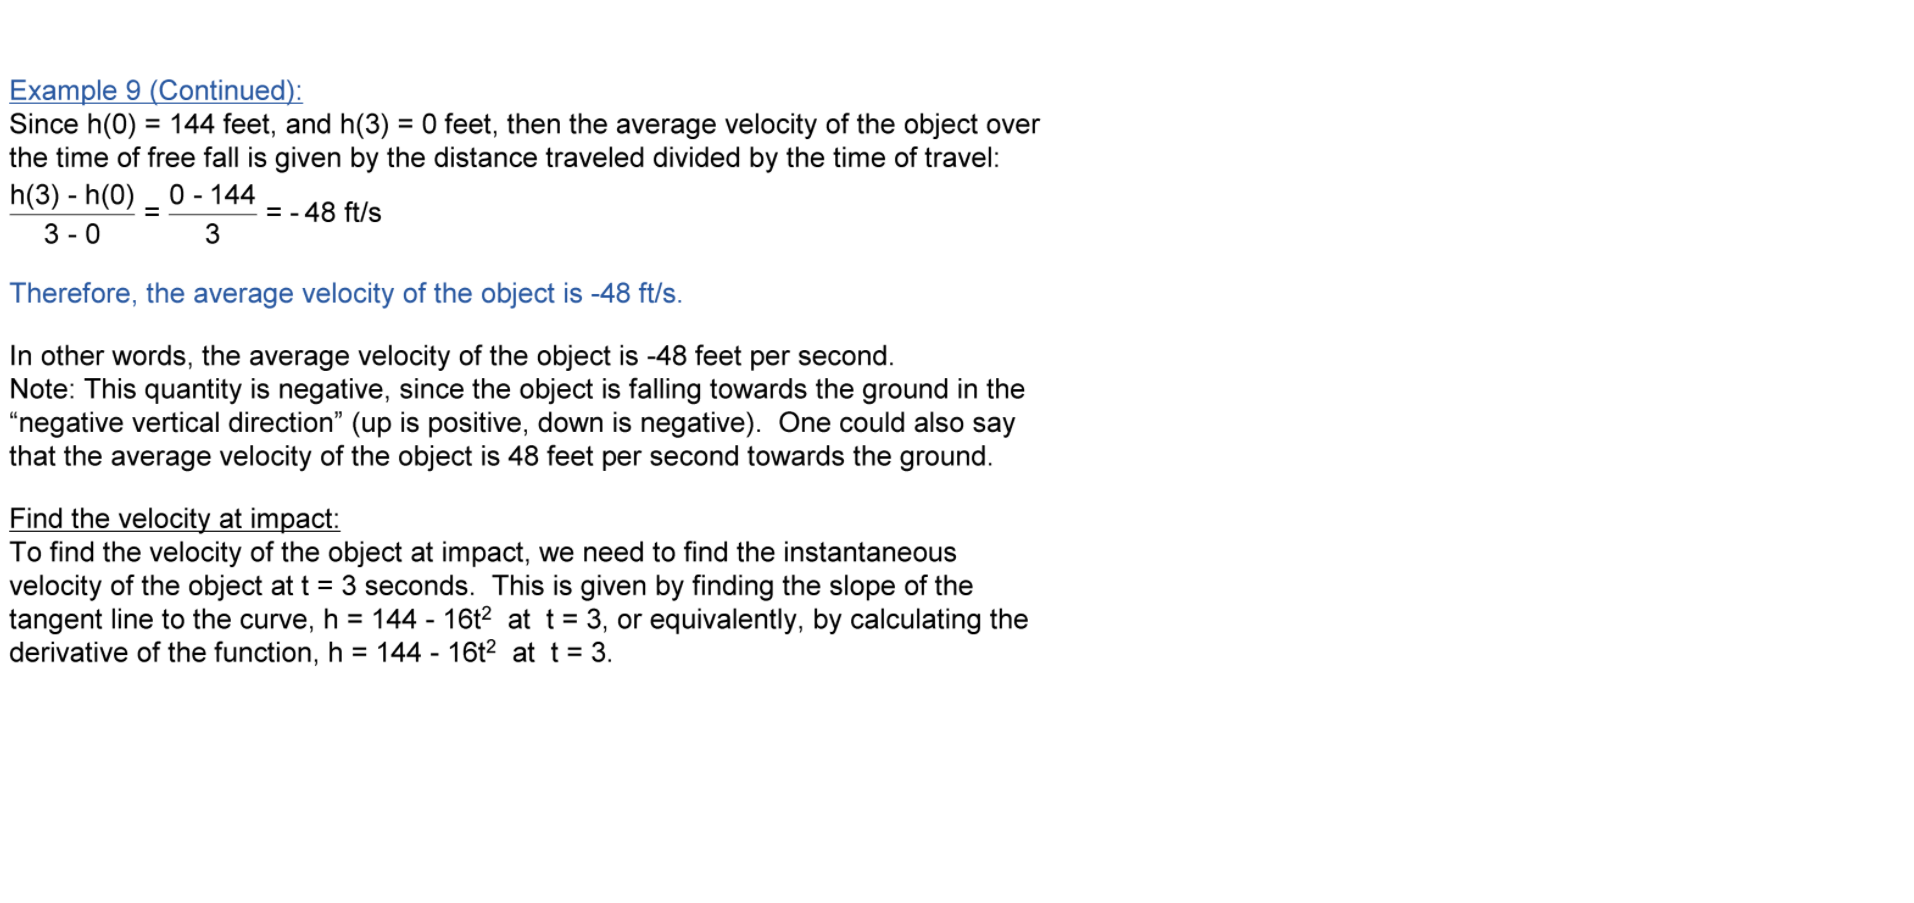 Example 9 (Continued):
Since h(0) = 144 feet, and h(3) = 0 feet, then the average velocity of the object over
the time of free fall is given by the distance traveled divided by the time of travel:
h(3) - h(0) = 0 - 144 = - 48 ft/s
3 - 0 3
Therefore, the average velocity of the object is -48 ft/s.
In other words, the average velocity of the object is -48 feet per second.
Note: This quantity is negative, since the object is falling towards the ground in the
“negative vertical direction” (up is positive, down is negative).  One could also say
that the average velocity of the object is 48 feet per second towards the ground.
Find the velocity at impact:
To find the velocity of the object at impact, we need to find the instantaneous
velocity of the object at t = 3 seconds.  This is given by finding the slope of the
tangent line to the curve, h = 144 - 16t²  at  t = 3, or equivalently, by calculating the
derivative of the function, h = 144 - 16t²  at  t = 3.